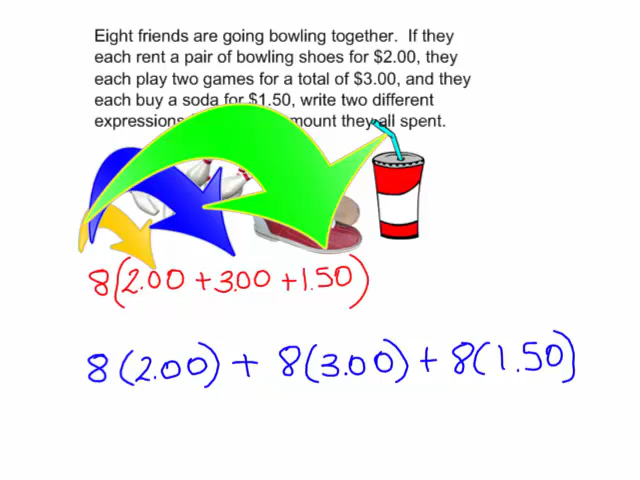 Eight friends are going bowling together. If they
each rent a pair of bowling shoes for $2.00, they
each play two games for a total of $3.00, and they
each buy a soda for $1.50, write two different
expressions mount they all spent.
8(2.00 + 3.00 + 1.50)
8(2.00) + 8(3.00) + 8(1.50)